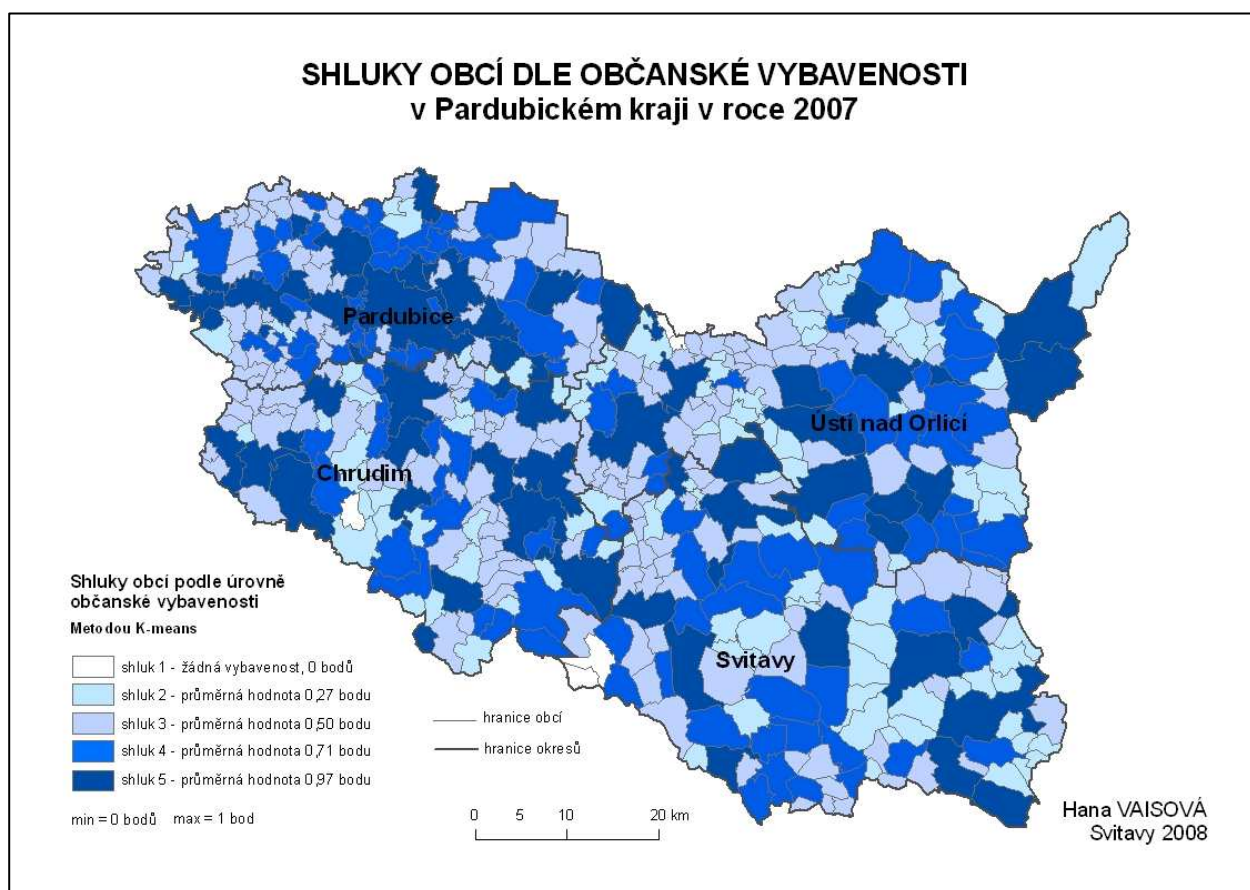 SHLUKY OBCÍ DLE OBČANSKÉ VYBAVENOSTI
v Pardubickém kraji v roce 2007
Pardubice
Ústí nad Orlicí
Chrudim
Svitavy
Shluky obcí podle úrovně
občanské vybavenosti
Metodou K-means
shluk 1 - žádná vybavenost, 0 bodů
shluk 2 - průměrná hodnota 0,27 bodu
shluk 3 - průměrná hodnota 0,50 bodu
shluk 4 - průměrná hodnota 0,71 bodu
shluk 5 - průměrná hodnota 0,97 bodu
min = 0 bodů max = 1 bod
hranice obcí
hranice okresů
0 5 10 20 km
Hana VAISOVÁ
Svitavy 2008